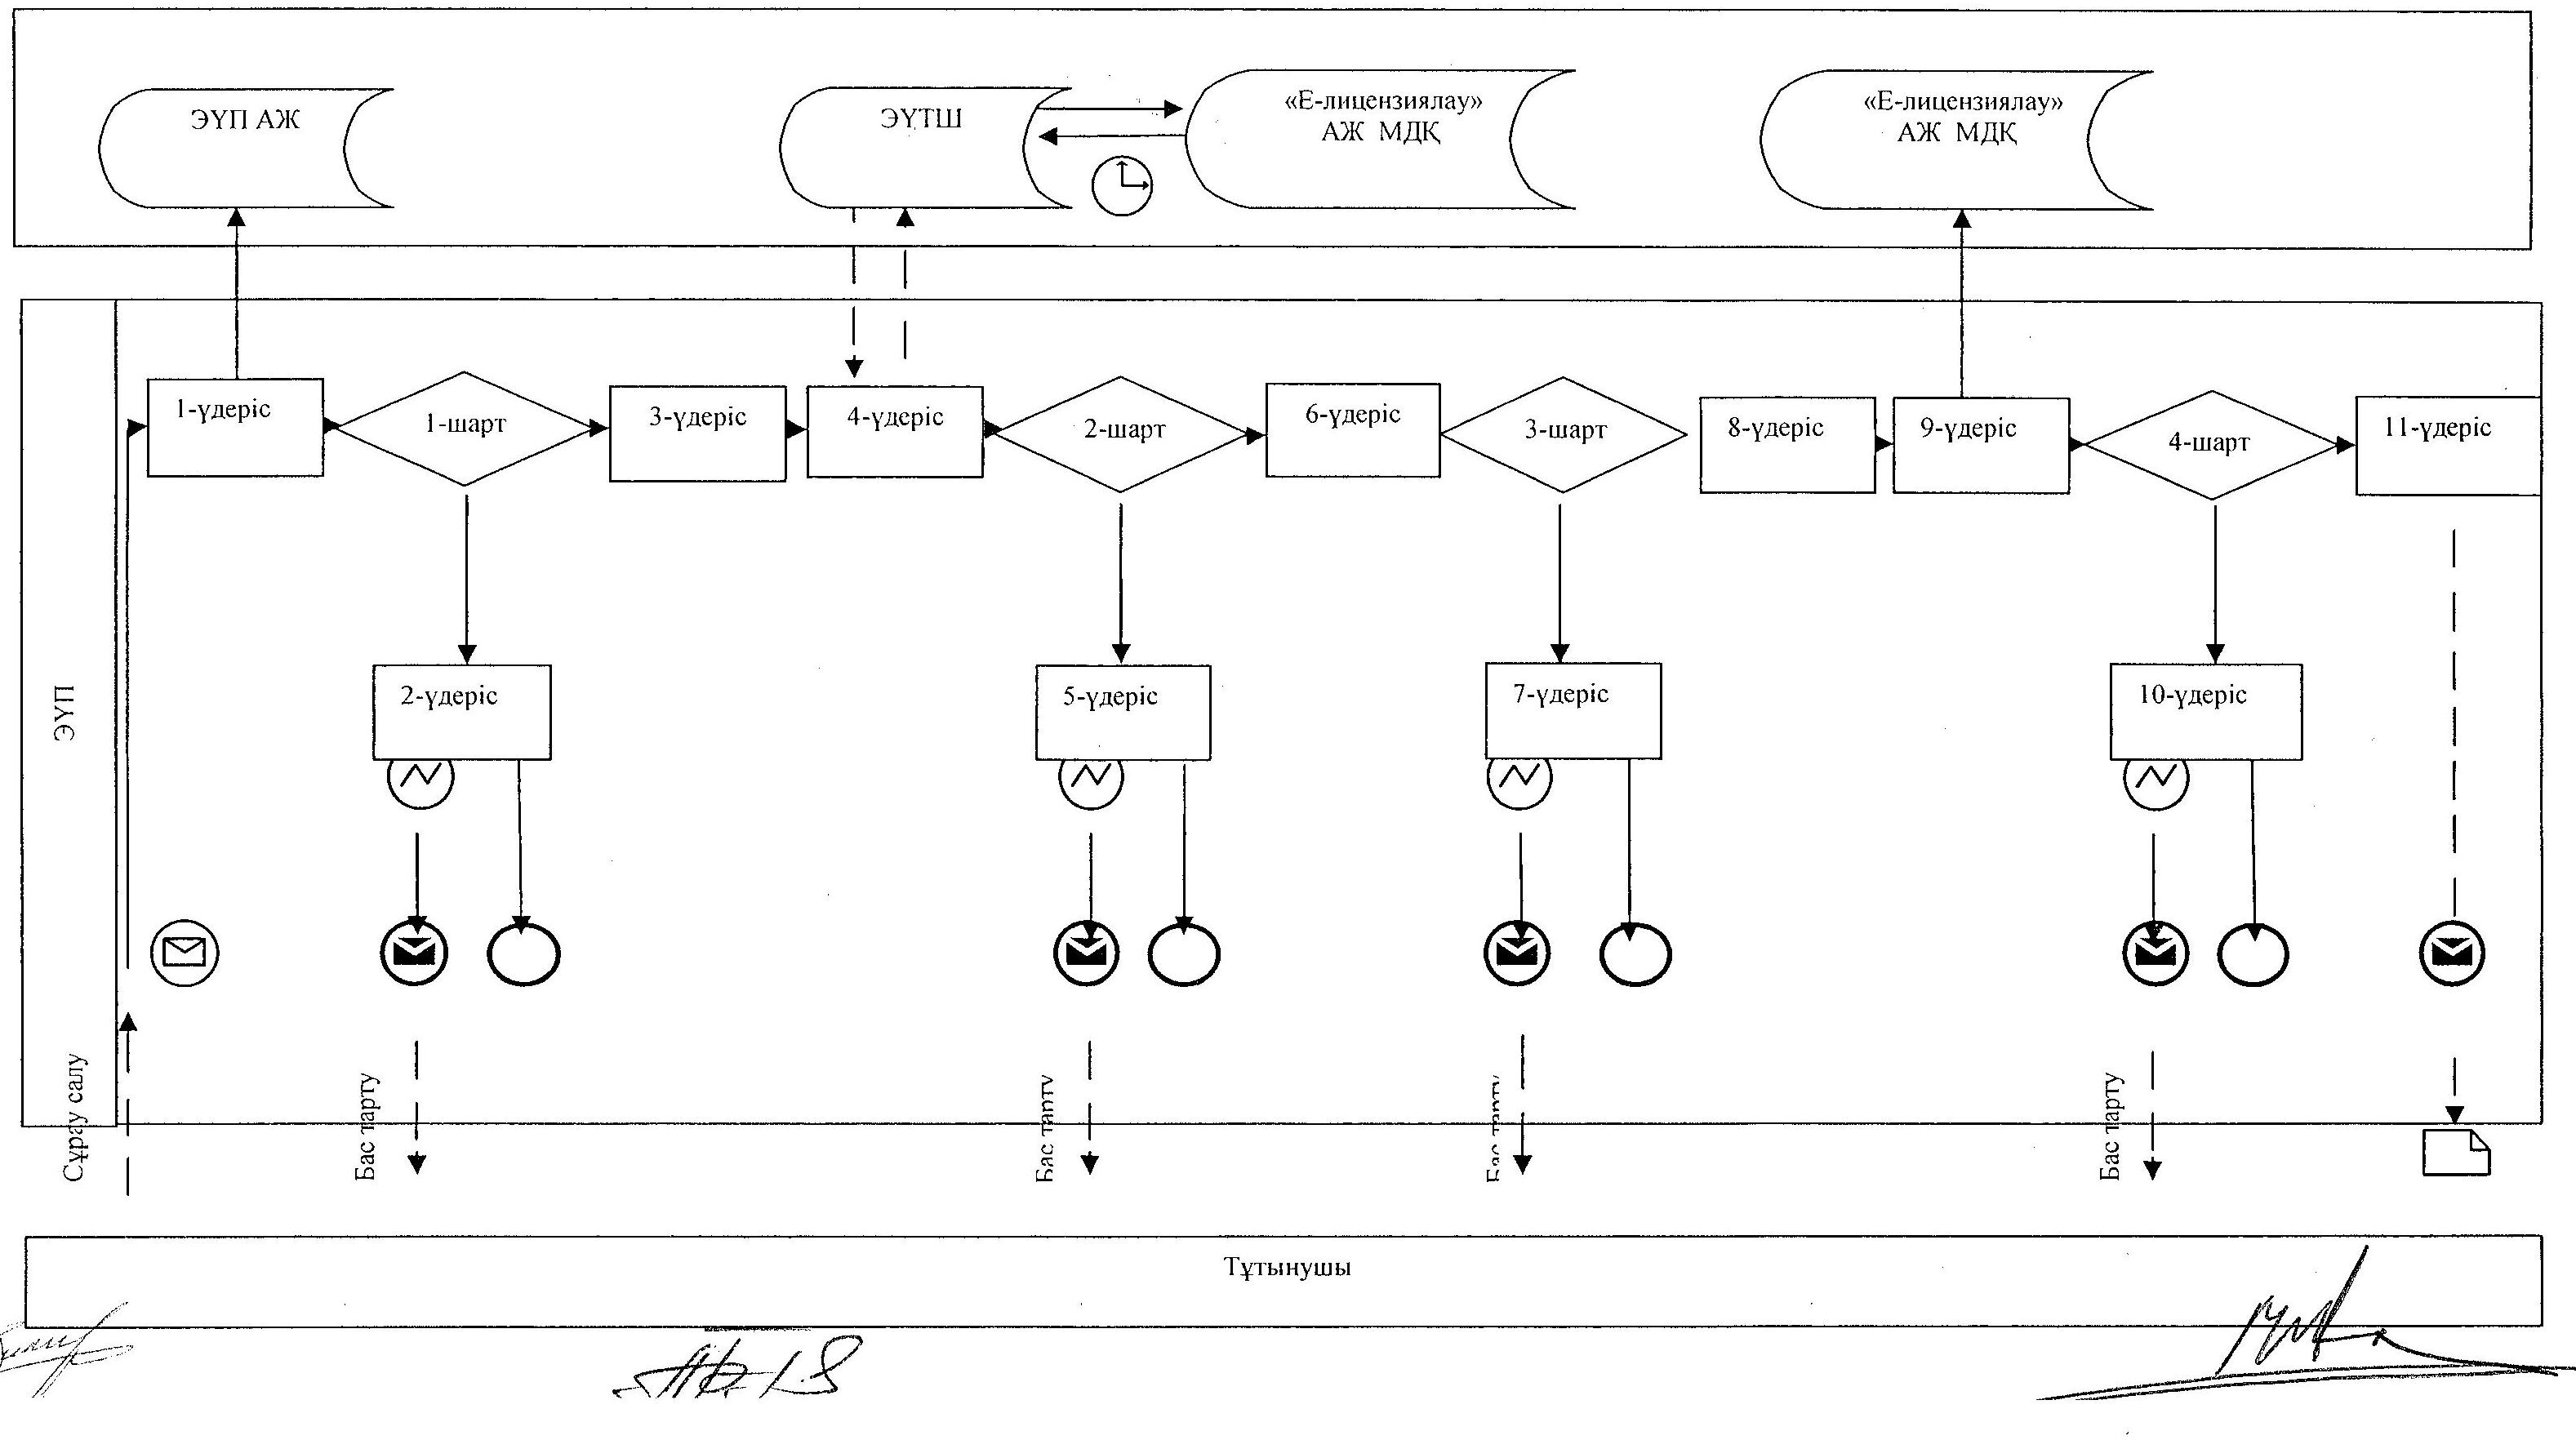 ЭҮП АЖ
ЭҮТШ
«Е-лицензиялау»
АЖ МДҚ
«Е-лицензиялау»
АЖ МДҚ
ЭҮП
1-үдеріс
1-шарт
3-үдеріс
4-үдеріс
2-шарт
6-үдеріс
3-шарт
8-үдеріс
9-үдеріс
4-шарт
11-үдеріс
2-үдеріс
5-үдеріс
7-үдеріс
10-үдеріс
Сұрау салу
Бас тарту
Бас тарту
Бас тарту
Бас тарту
Тұтынушы